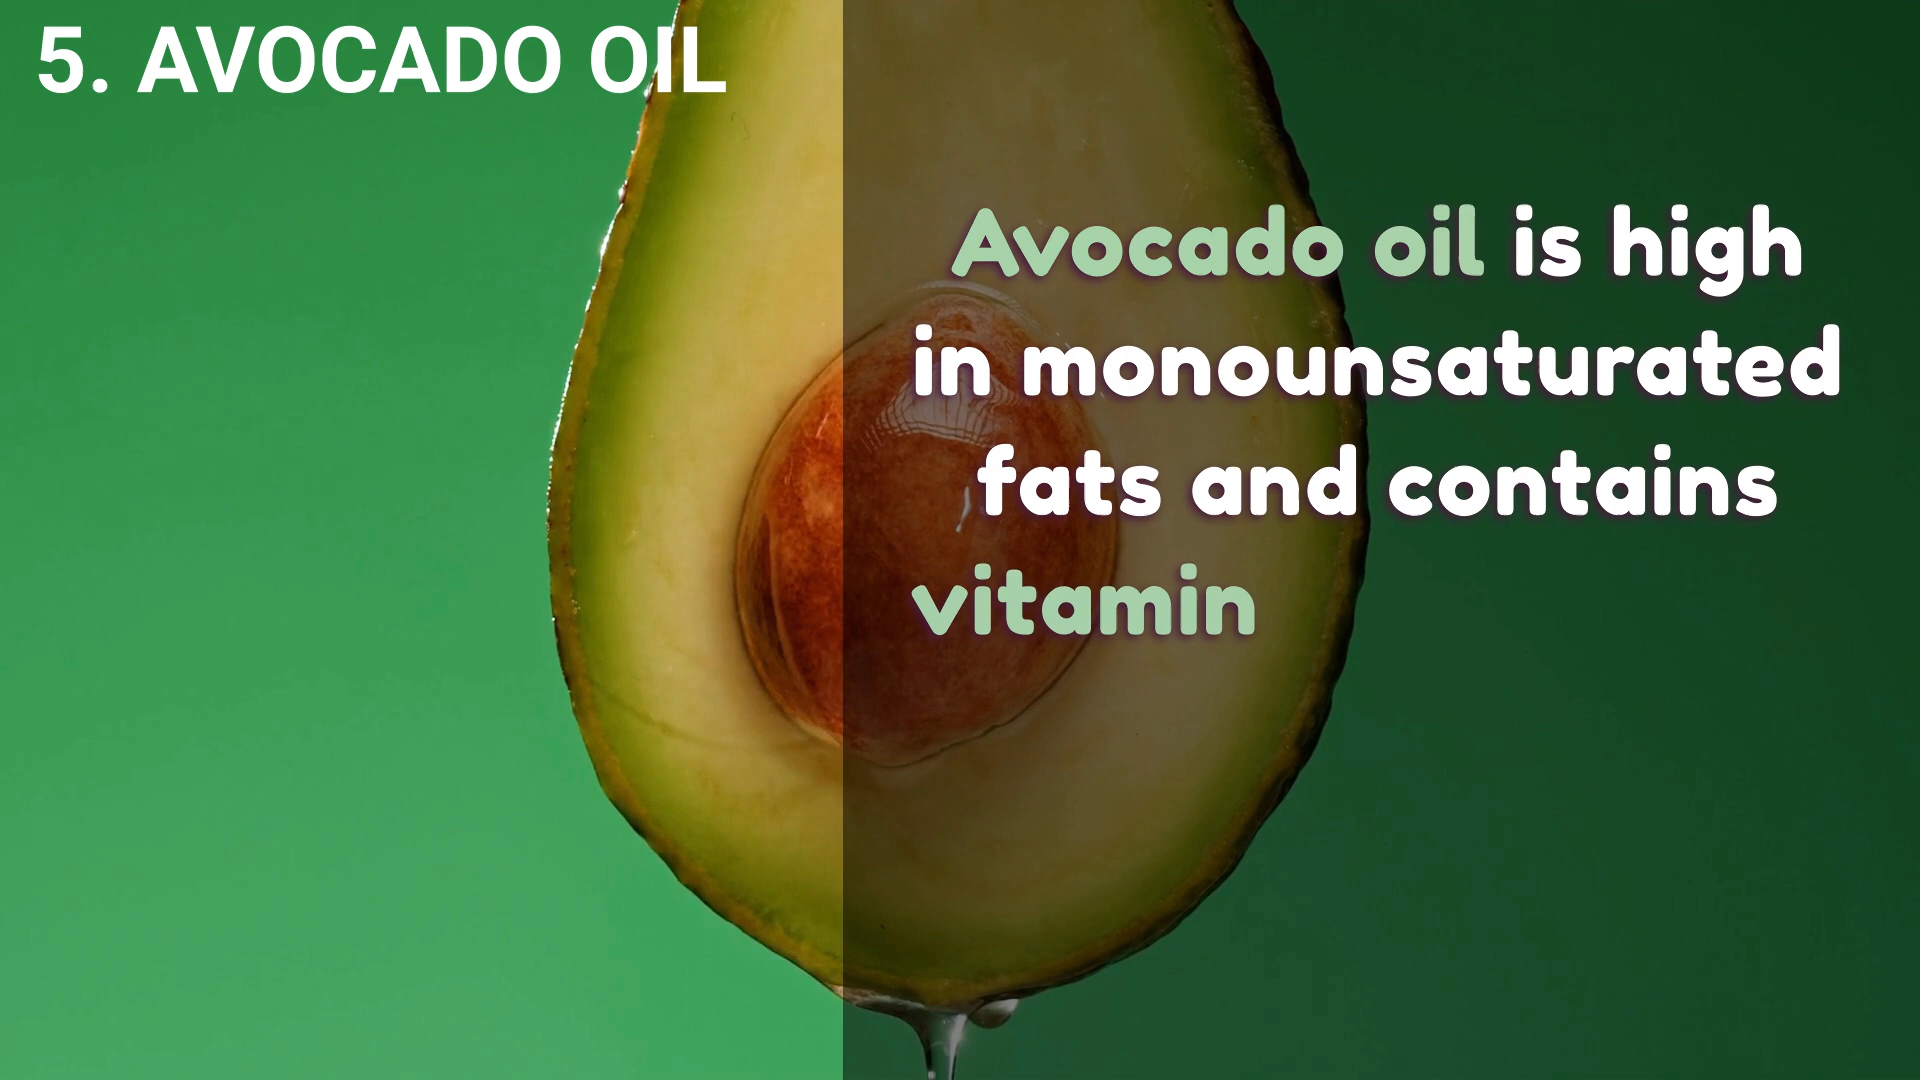 5. AVOCADO OIL
Avocado oil is high
in monounsaturated
fats and contains
vitamin